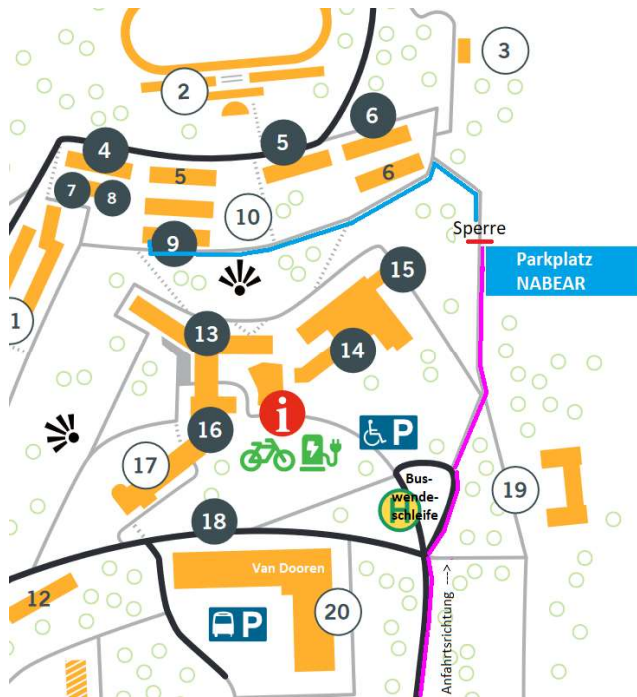 2
3
6
5
4
5
6
7
8
10
9
Sperre
Parkplatz
NABEAR
15
1
13
14
i
16
P
17
Bus-
wende-
schleife
H
19
18
Van Dooren
12
20
P
Anfahrtsrichtung --->